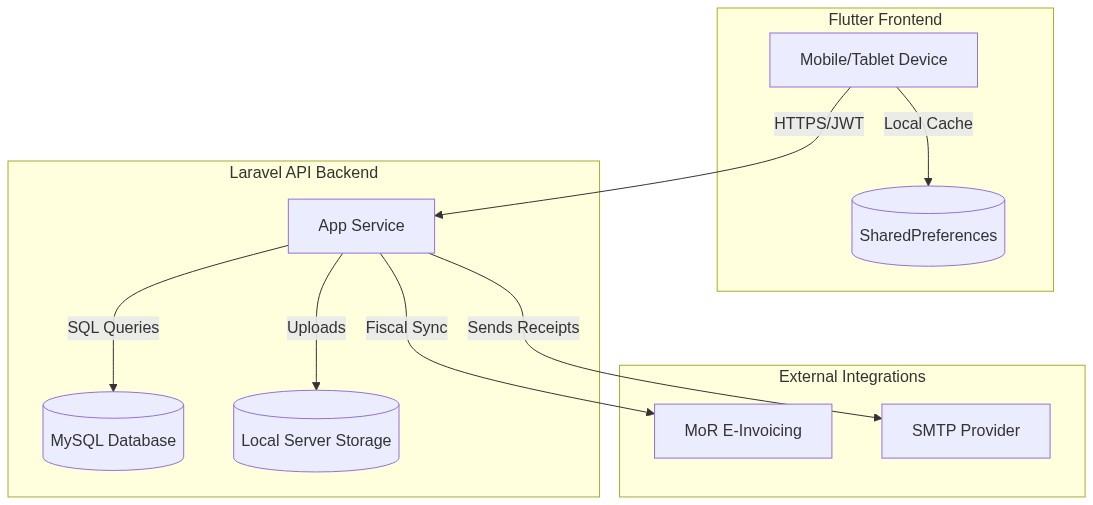 Flutter Frontend
Mobile/Tablet Device
HTTPS/JWT
Local Cache
SharedPreferences
Laravel API Backend
App Service
SQL Queries
Uploads
Fiscal Sync
Sends Receipts
MySQL Database
Local Server Storage
External Integrations
MoR E-Invoicing
SMTP Provider